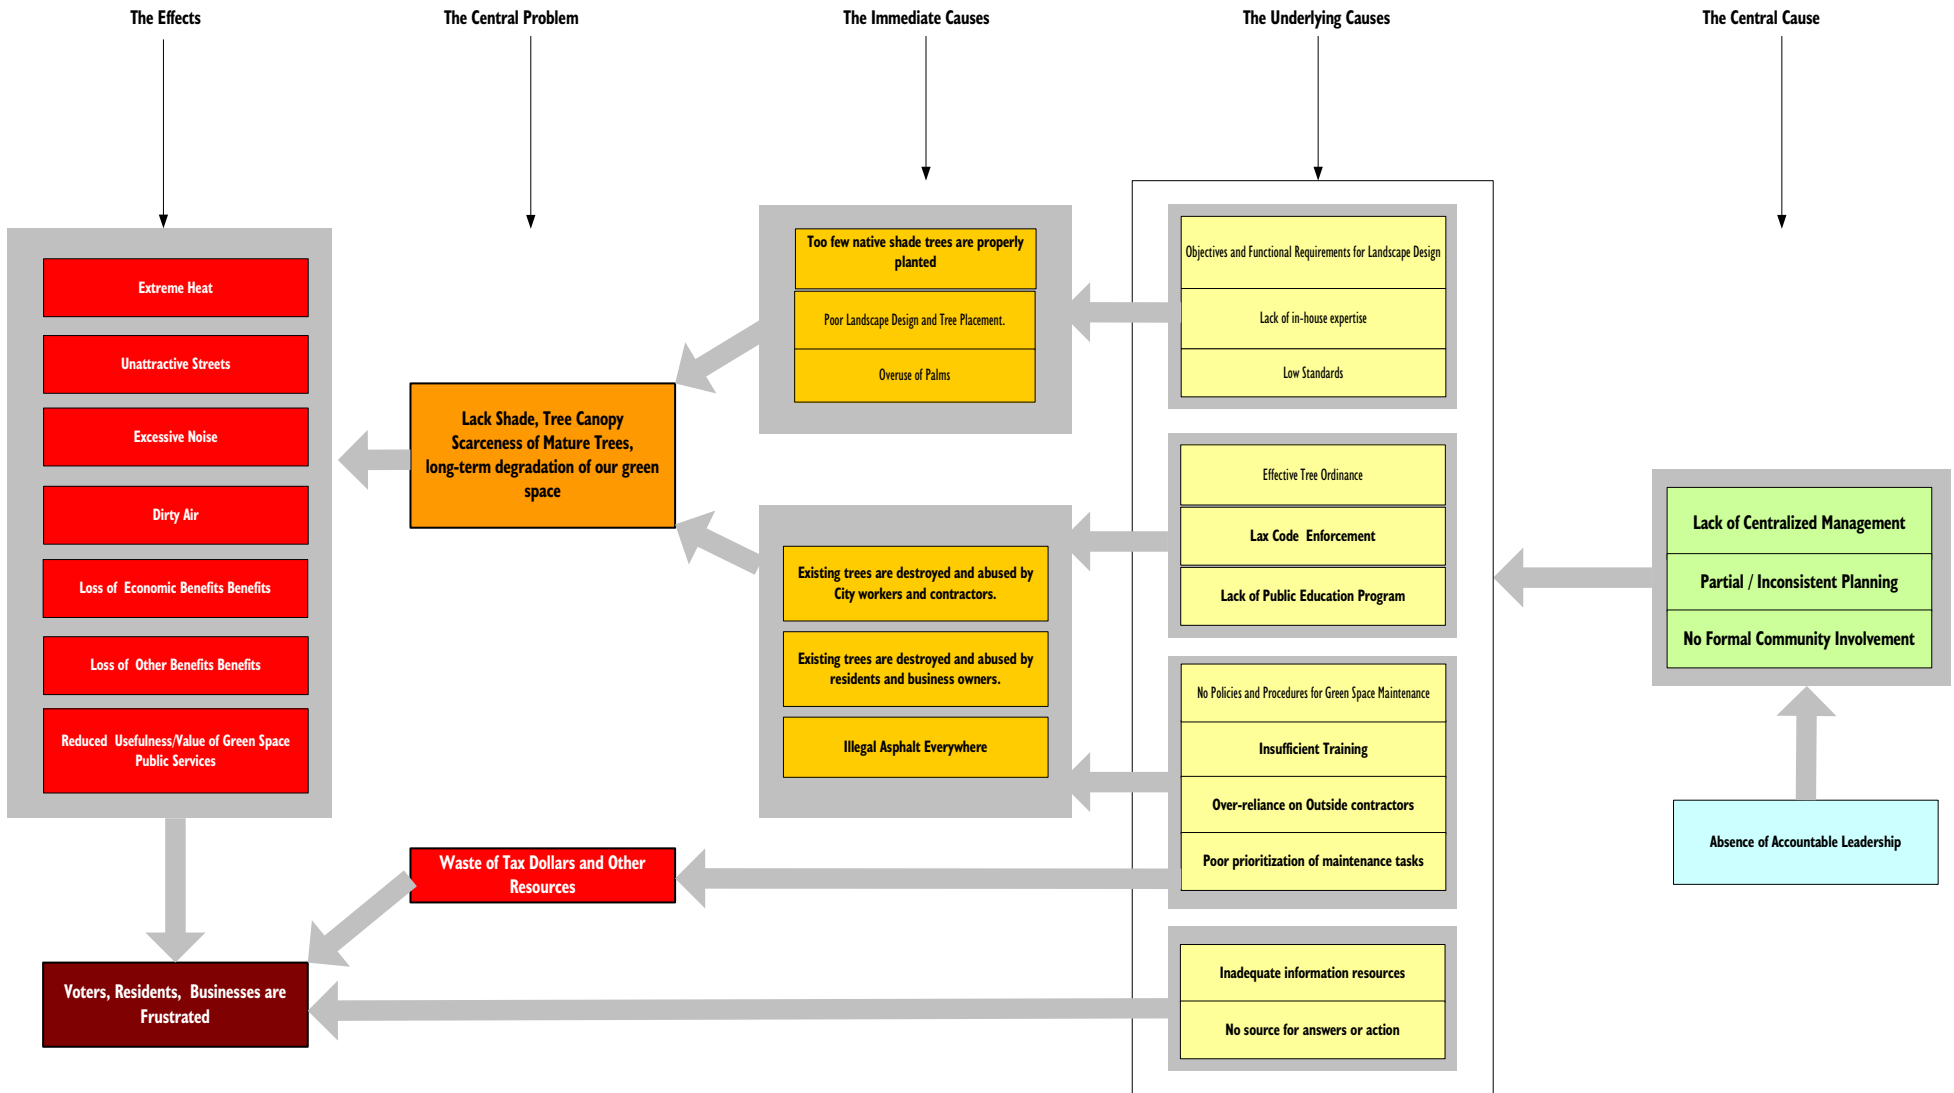 The Effects
The Central Problem
The Immediate Causes
The Underlying Causes
The Central Cause
Extreme Heat
Unattractive Streets
Excessive Noise
Dirty Air
Loss of Economic Benefits Benefits
Loss of Other Benefits Benefits
Reduced Usefulness/Value of Green Space
Public Services
Voters, Residents, Businesses are
Frustrated
Lack Shade, Tree Canopy
Scarceness of Mature Trees,
long-term degradation of our green
space
Waste of Tax Dollars and Other
Resources
Too few native shade trees are properly
planted
Poor Landscape Design and Tree Placement.
Overuse of Palms
Existing trees are destroyed and abused by
City workers and contractors.
Existing trees are destroyed and abused by
residents and business owners.
Illegal Asphalt Everywhere
Objectives and Functional Requirements for Landscape Design
Lack of in-house expertise
Low Standards
Effective Tree Ordinance
Lax Code Enforcement
Lack of Public Education Program
No Policies and Procedures for Green Space Maintenance
Insufficient Training
Over-reliance on Outside contractors
Poor prioritization of maintenance tasks
Inadequate information resources
No source for answers or action
Lack of Centralized Management
Partial / Inconsistent Planning
No Formal Community Involvement
Absence of Accountable Leadership